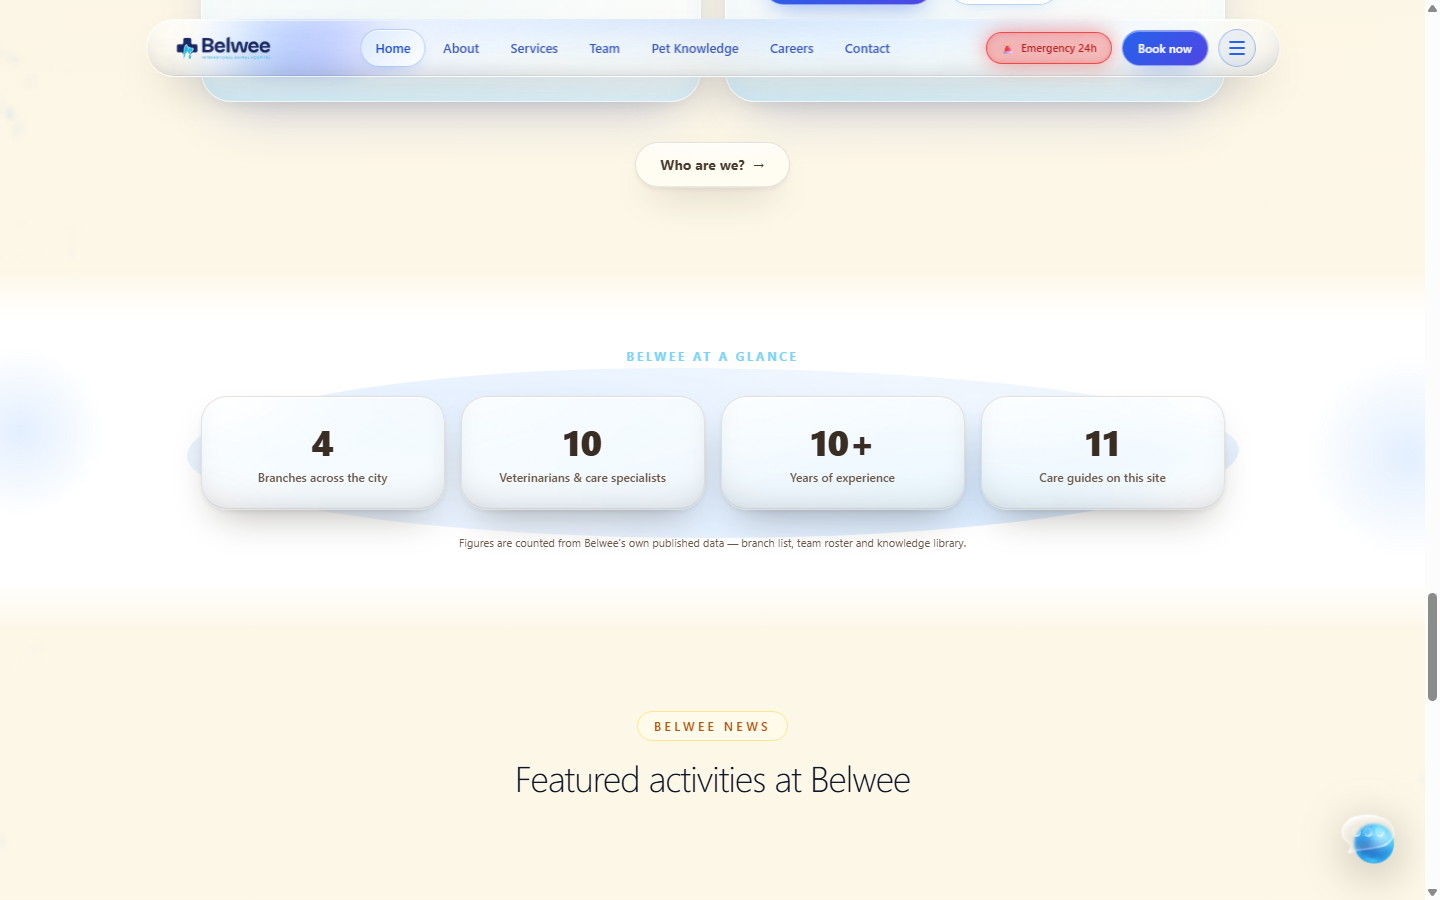 Belwee
Home
About
Services
Team
Pet Knowledge
Careers
Contact
Emergency 24h
Book now
Who are we? →
BELWEE AT A GLANCE
4
Branches across the city
10
Veterinarians & care specialists
10+
Years of experience
11
Care guides on this site
Figures are counted from Belwee's own published data — branch list, team roster and knowledge library.
BELWEE NEWS
Featured activities at Belwee